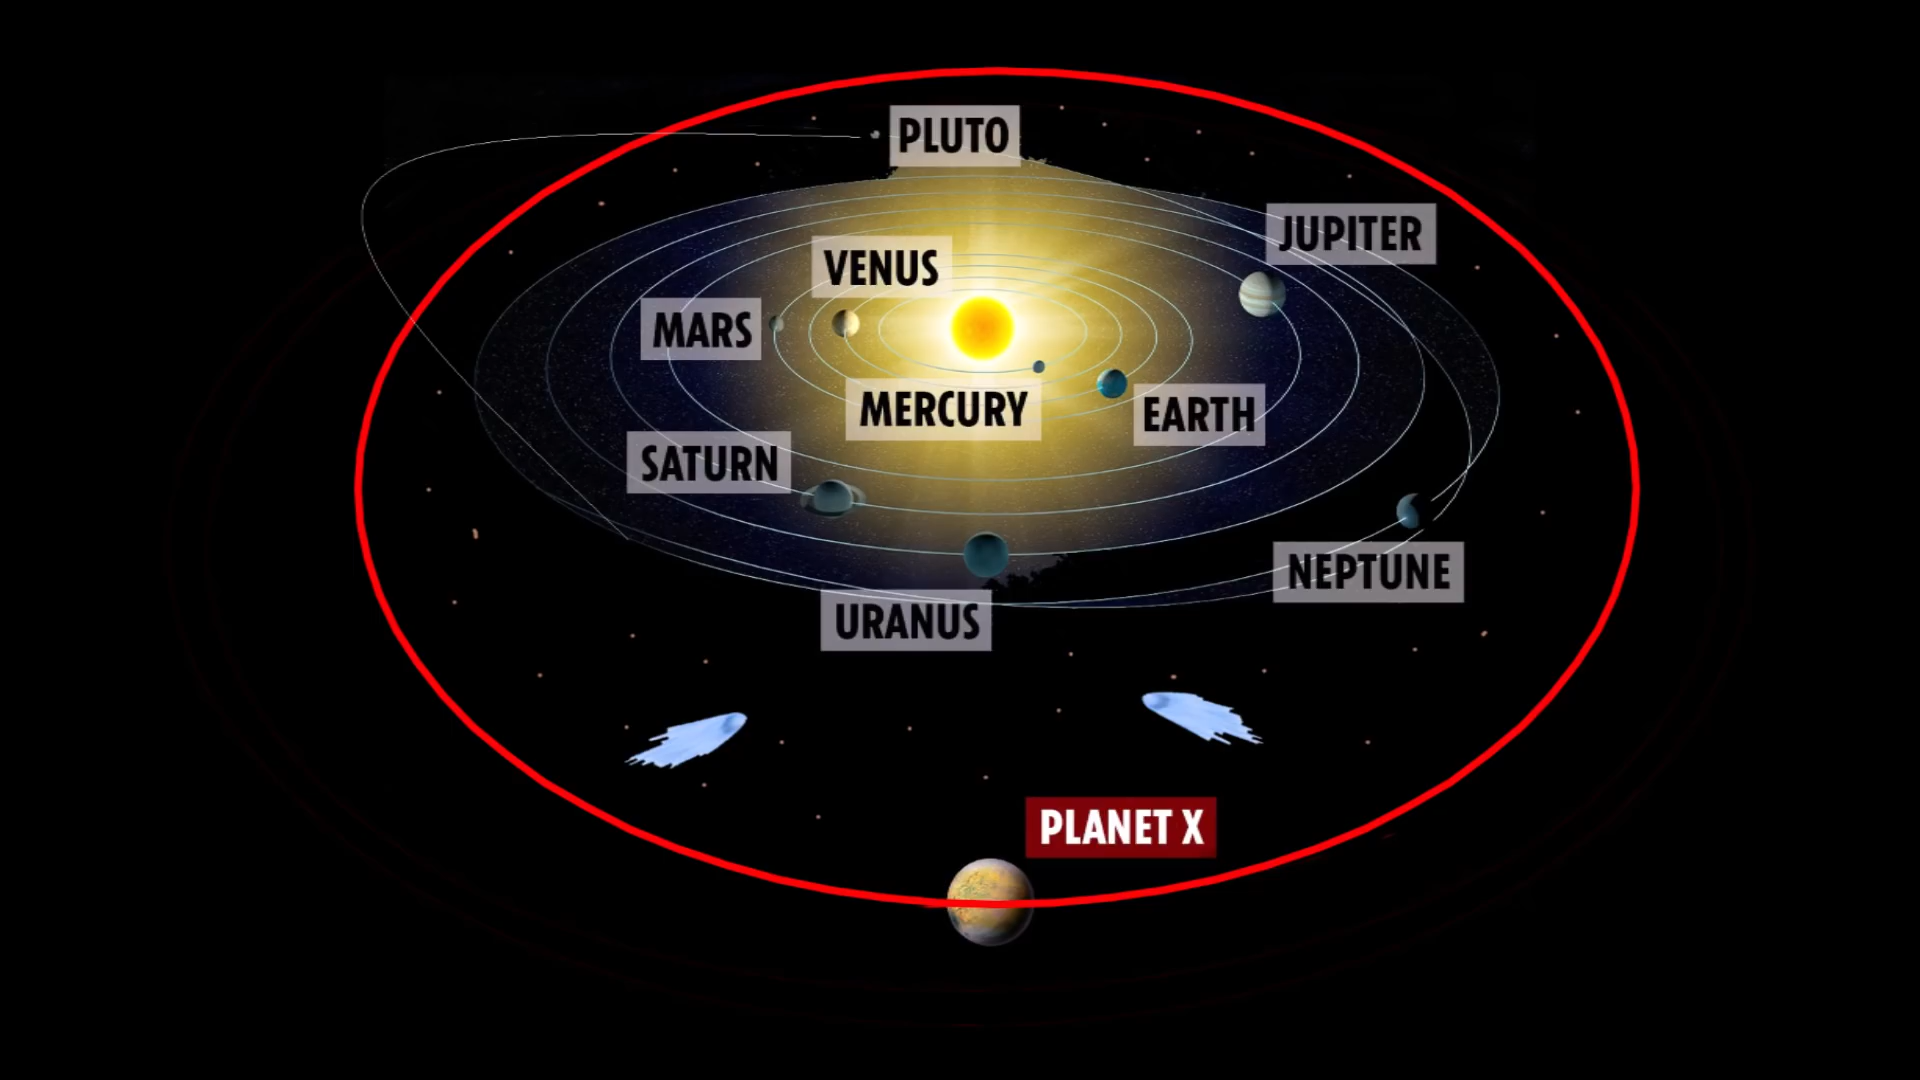 PLUTO
JUPITER
VENUS
MARS
MERCURY
EARTH
SATURN
NEPTUNE
URANUS
PLANET X